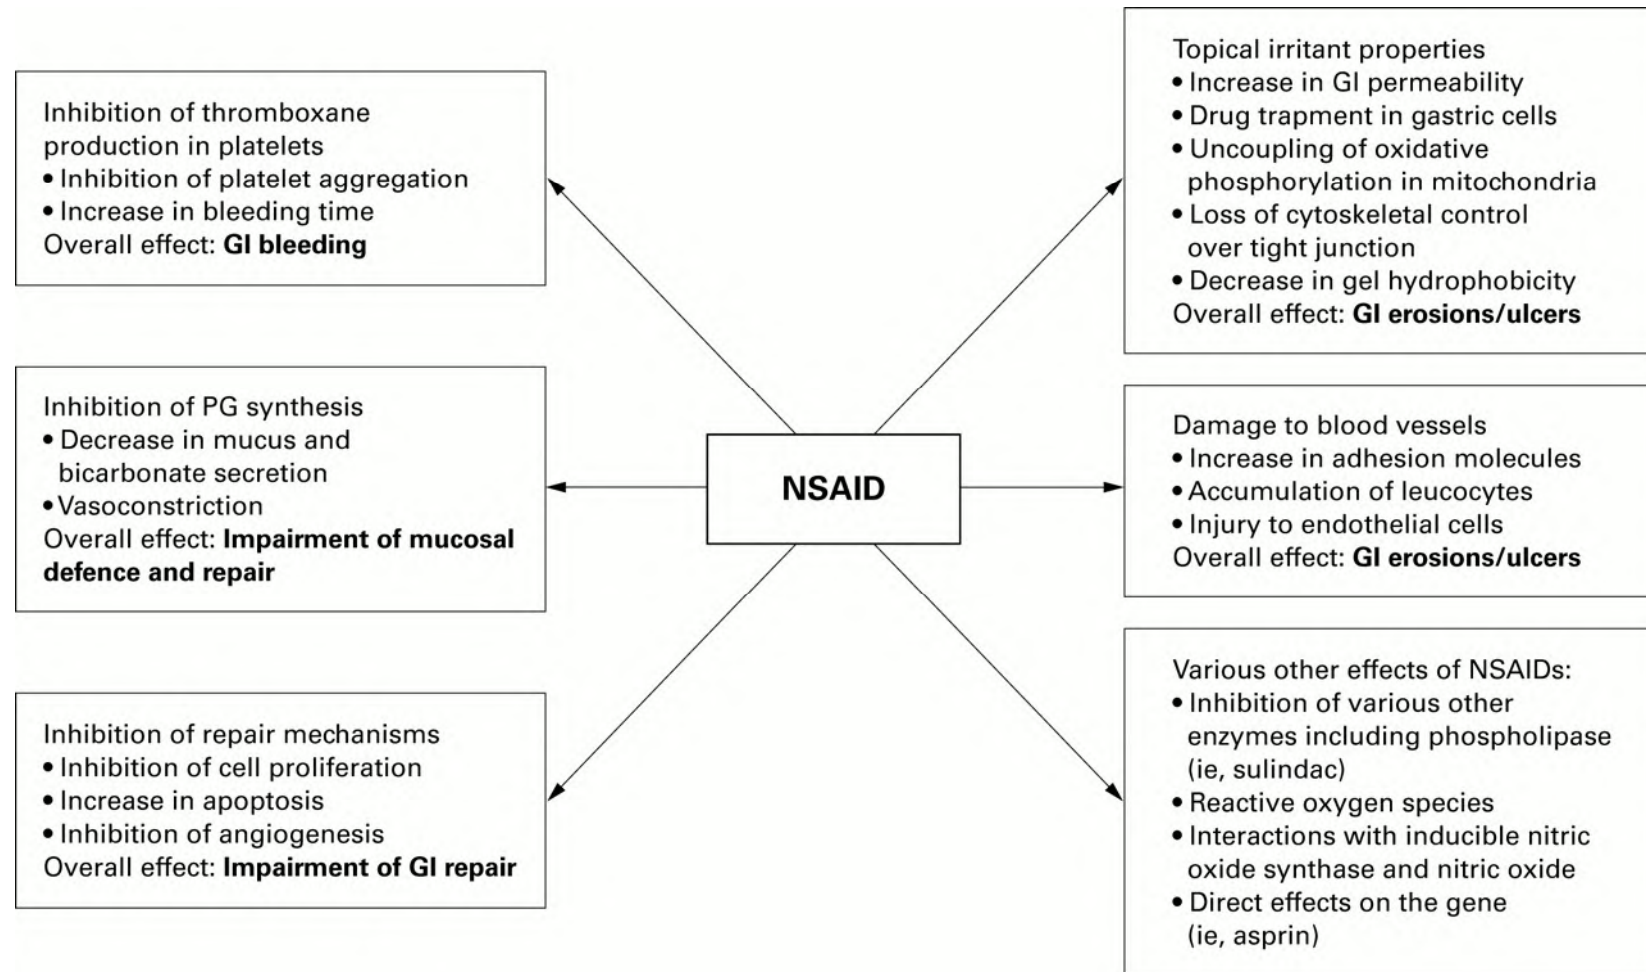 Inhibition of thromboxane
production in platelets
• Inhibition of platelet aggregation
• Increase in bleeding time
Overall effect: GI bleeding
Inhibition of PG synthesis
• Decrease in mucus and
bicarbonate secretion
• Vasoconstriction
Overall effect: Impairment of mucosal
defence and repair
Inhibition of repair mechanisms
• Inhibition of cell proliferation
• Increase in apoptosis
• Inhibition of angiogenesis
Overall effect: Impairment of GI repair
NSAID
Topical irritant properties
• Increase in GI permeability
• Drug trapment in gastric cells
• Uncoupling of oxidative
phosphorylation in mitochondria
• Loss of cytoskeletal control
over tight junction
• Decrease in gel hydrophobicity
Overall effect: GI erosions/ulcers
Damage to blood vessels
• Increase in adhesion molecules
• Accumulation of leucocytes
• Injury to endothelial cells
Overall effect: GI erosions/ulcers
Various other effects of NSAIDs:
• Inhibition of various other
enzymes including phospholipase
(ie, sulindac)
• Reactive oxygen species
• Interactions with inducible nitric
oxide synthase and nitric oxide
• Direct effects on the gene
(ie, asprin)